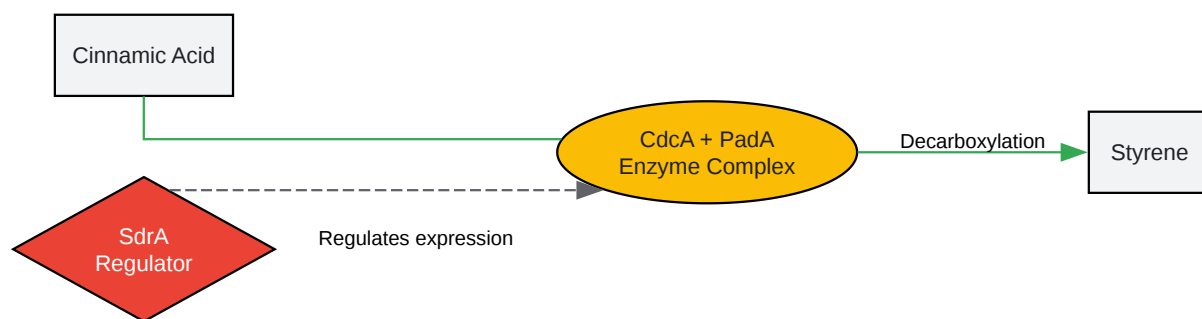 Cinnamic Acid
CdcA + PadA
Enzyme Complex
Decarboxylation
Styrene
SdrA
Regulator
Regulates expression